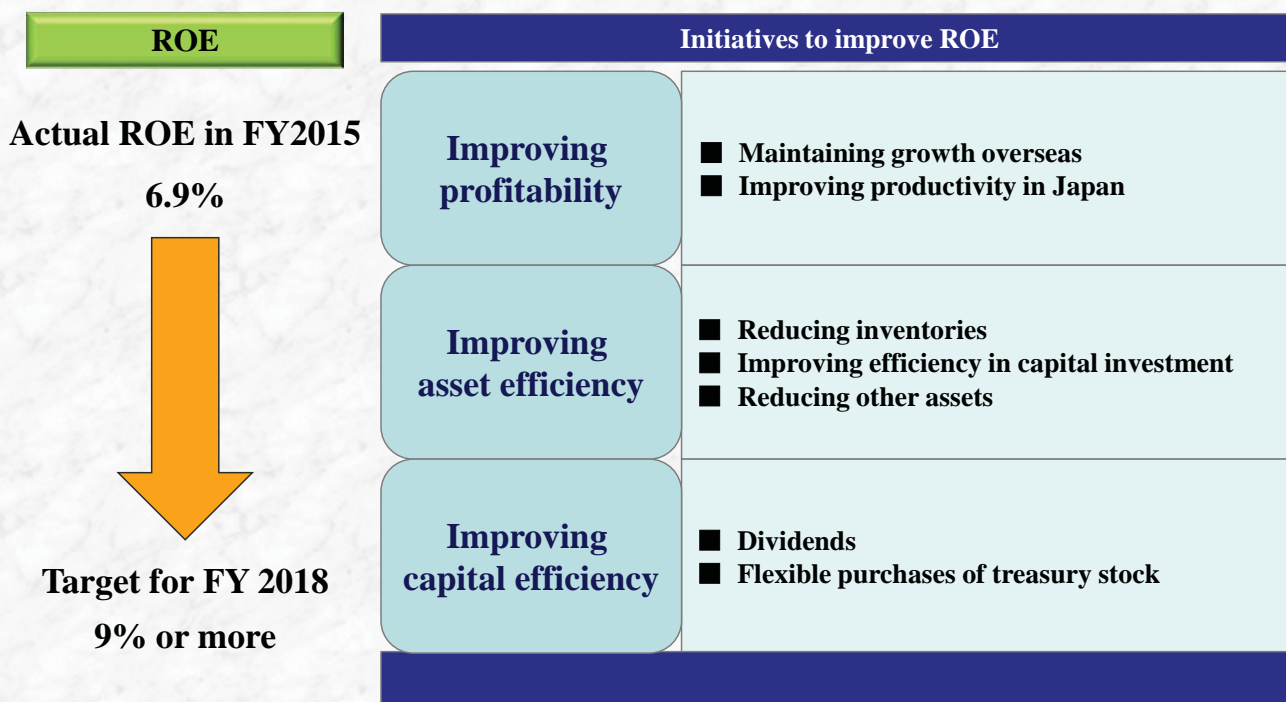 ROE
Actual ROE in FY2015
6.9%
Target for FY 2018
9% or more
Initiatives to improve ROE
Improving
profitability
■ Maintaining growth overseas
■ Improving productivity in Japan
Improving
asset efficiency
■ Reducing inventories
■ Improving efficiency in capital investment
■ Reducing other assets
Improving
capital efficiency
■ Dividends
■ Flexible purchases of treasury stock